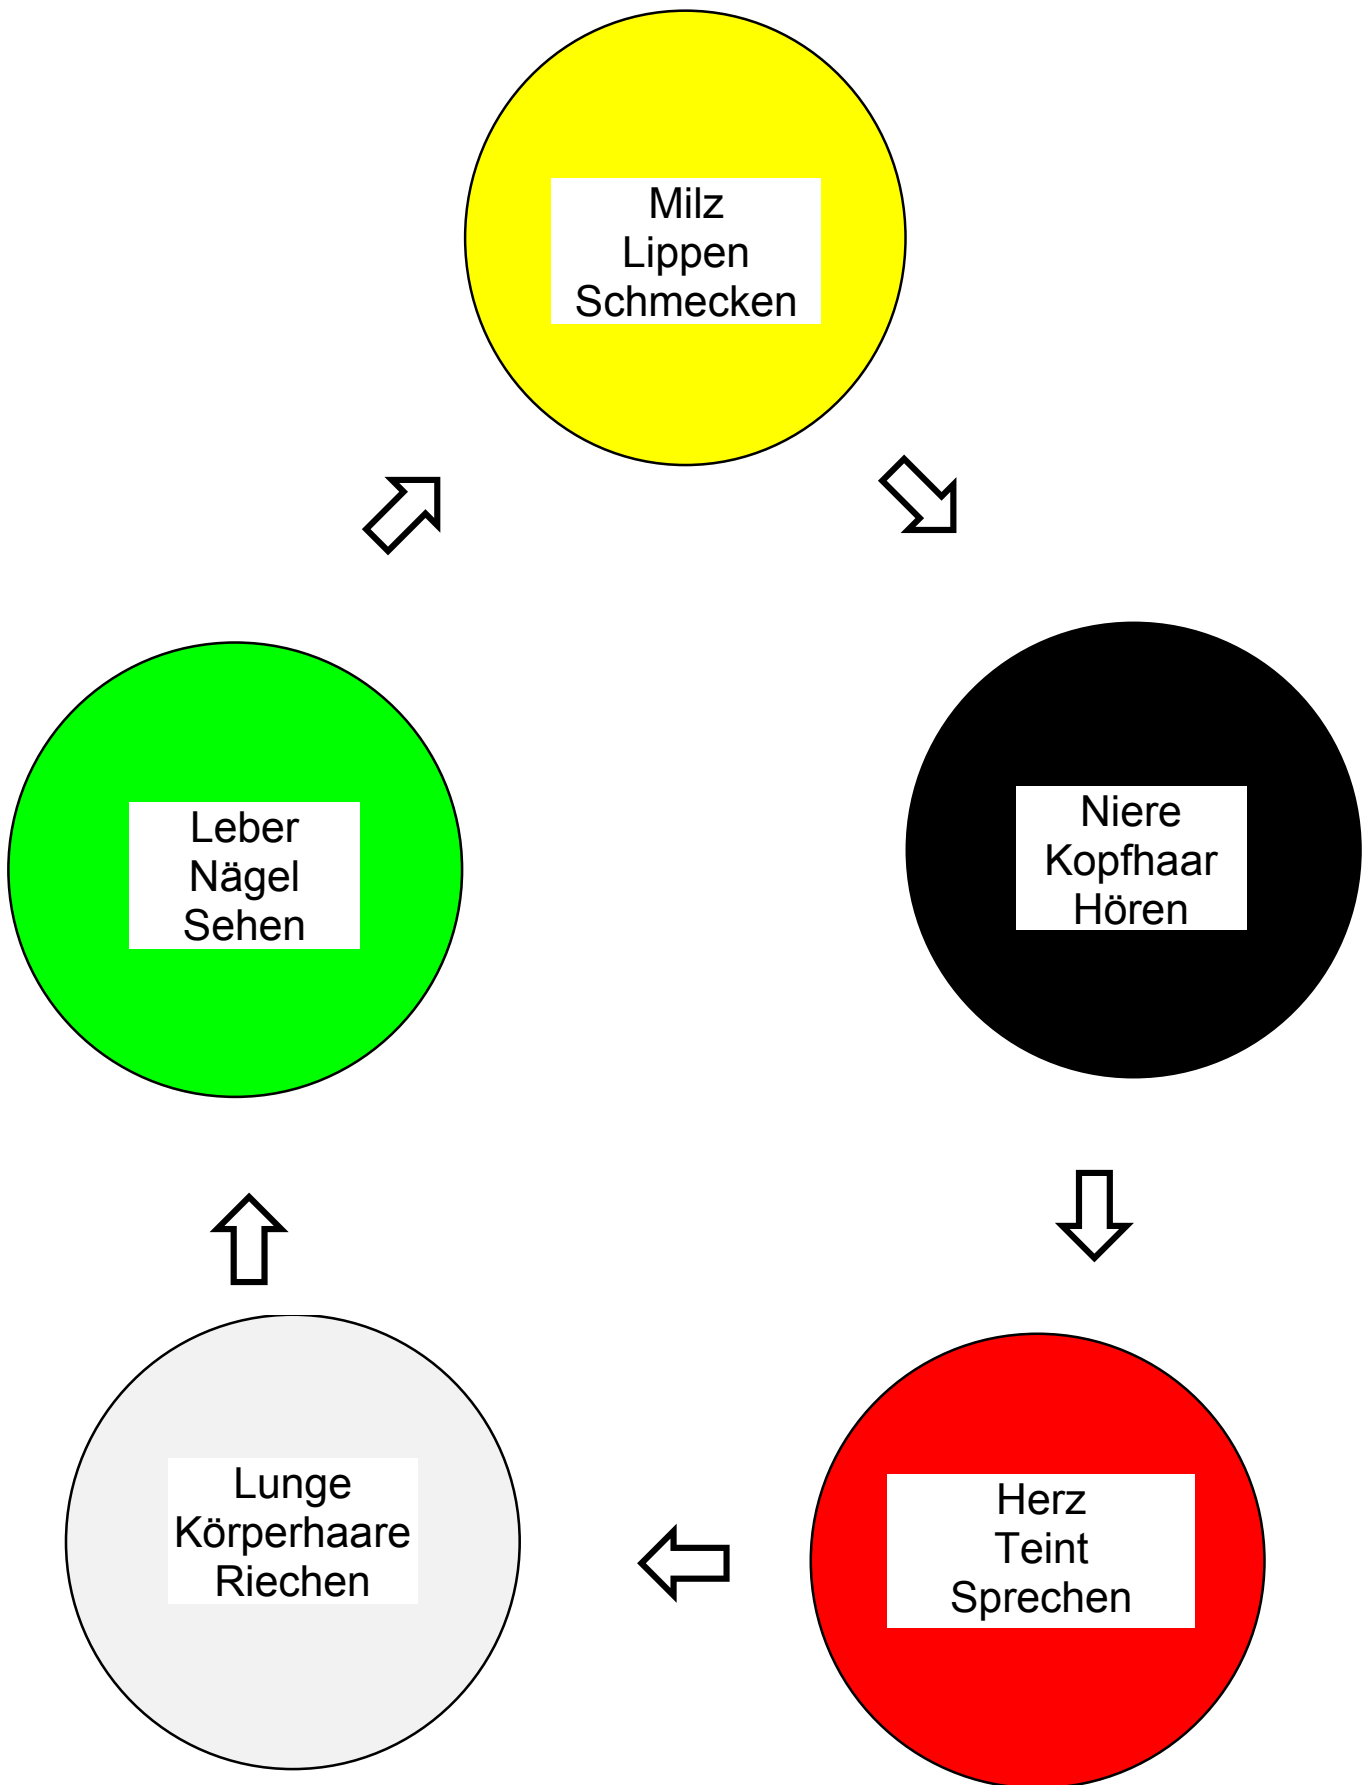 Milz
Lippen
Schmecken
Leber
Nägel
Sehen
Niere
Kopfhaar
Hören
Lunge
Körperhaare
Riechen
Herz
Teint
Sprechen